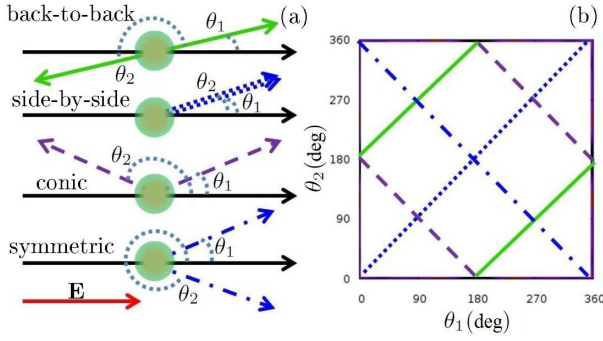 back-to-back
θ1
(a)
θ2
side-by-side
θ2
θ1
θ2
θ1
conic
symmetric
θ1
θ2
E
(b)
360
270
180
90
0
θ2 (deg)
0 90 180 270 360
θ1 (deg)